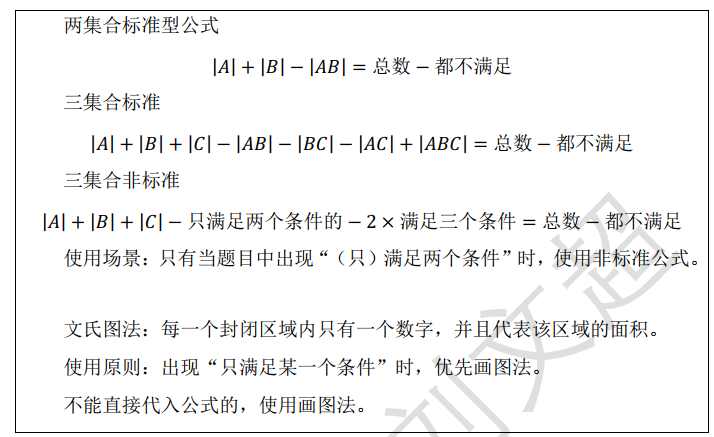 两集合标准型公式
|A| + |B| − |AB| = 总数 − 都不满足
三集合标准
|A| + |B| + |C| − |AB| − |BC| − |AC| + |ABC| = 总数 − 都不满足
三集合非标准
|A| + |B| + |C| − 只满足两个条件的 − 2 × 满足三个条件 = 总数 − 都不满足
使用场景：只有当题目中出现“（只）满足两个条件”时，使用非标准公式。
文氏图法：每一个封闭区域内只有一个数字，并且代表该区域的面积。
使用原则：出现“只满足某一个条件”时，优先画图法。
不能直接代入公式的，使用画图法。
刘文超